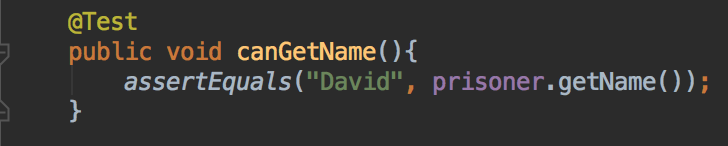 @Test
public void canGetName(){
assertEquals("David", prisoner.getName());
}